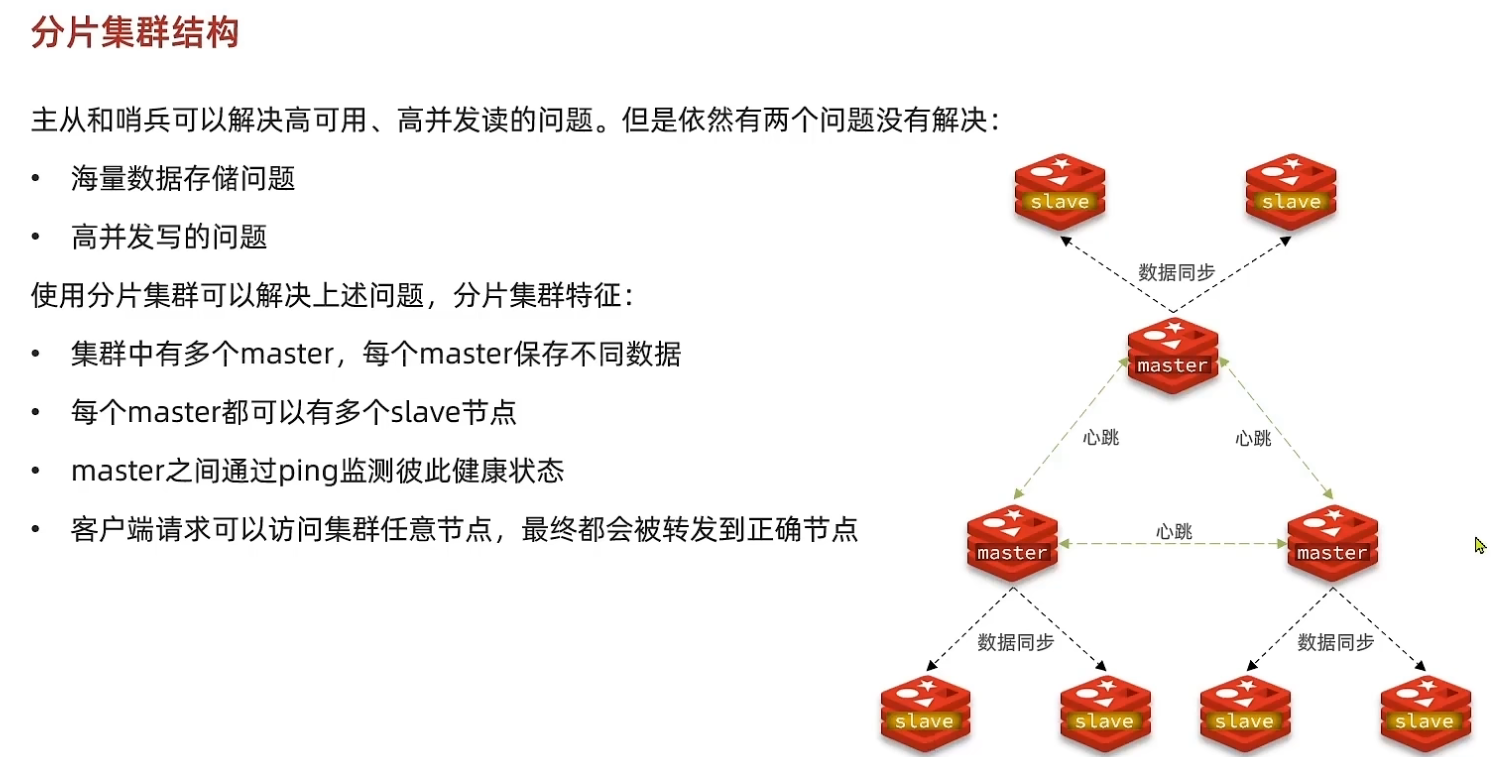 分片集群结构
主从和哨兵可以解决高可用、高并发读的问题。但是依然有两个问题没有解决：
• 海量数据存储问题
• 高并发写的问题
使用分片集群可以解决上述问题，分片集群特征：
• 集群中有多个master，每个master保存不同数据
• 每个master都可以有多个slave节点
• master之间通过ping监测彼此健康状态
• 客户端请求可以访问集群任意节点，最终都会被转发到正确节点
slave
slave
数据同步
master
心跳
心跳
心跳
master
master
数据同步
数据同步
slave
slave
slave
slave